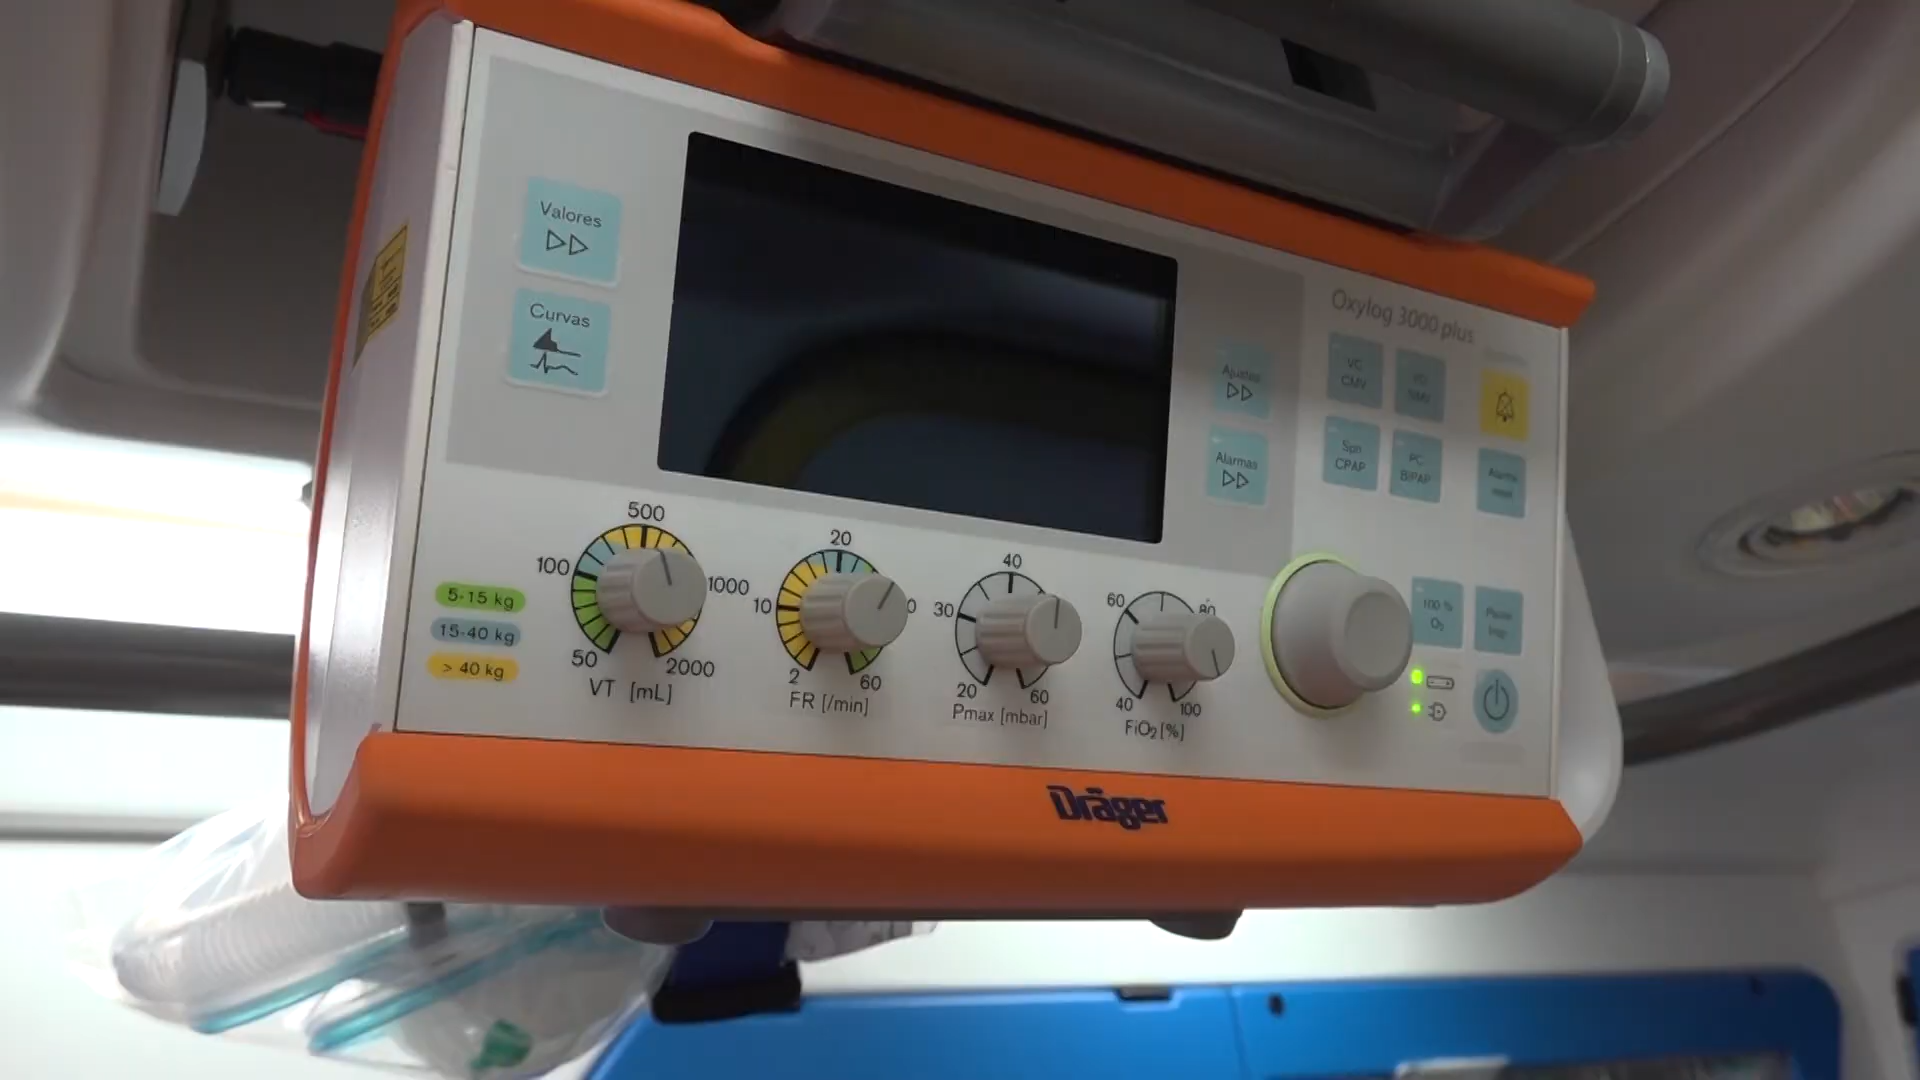 Valores
Curvas
Oxylog 3000 plus
Ajustes
Alarmas
VC
CMV
Spn
CPAP
PC
BIPAP
Alarma
100 %
O₂
5-15 kg
15-40 kg
> 40 kg
500
100
1000
50
2000
VT [mL]
20
10
2
60
FR [/min]
40
30
20
60
Pmax [mbar]
60
80
40
100
FiO₂ [%]
Dräger